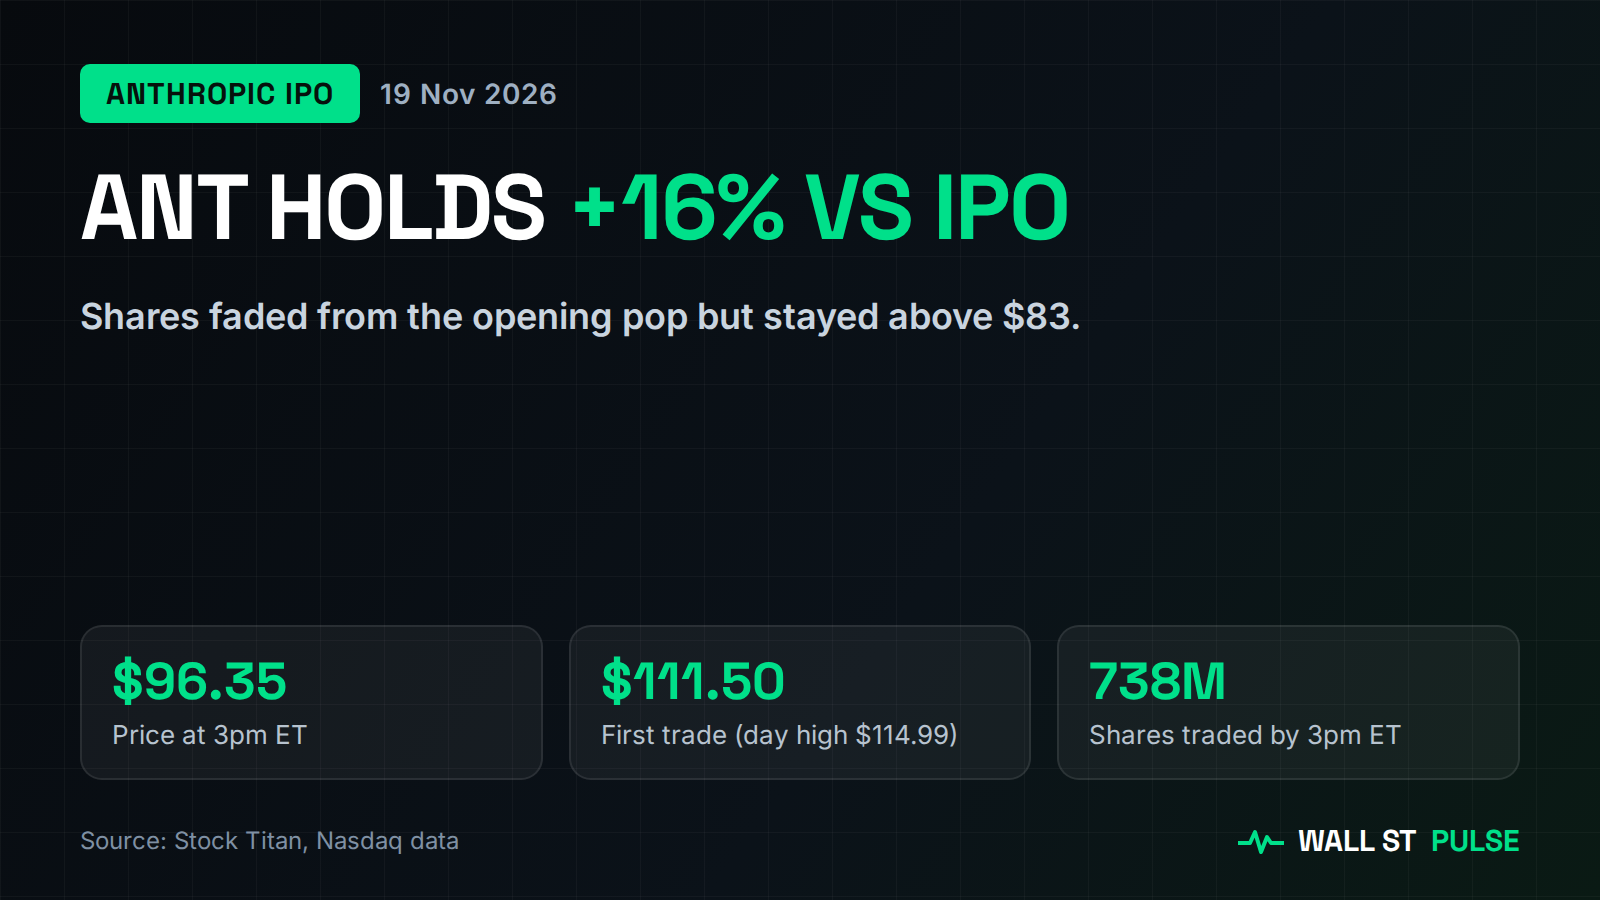 ANTHROPIC IPO 19 Nov 2026
ANT HOLDS +16% VS IPO
Shares faded from the opening pop but stayed above $83.
$96.35
Price at 3pm ET
$111.50
First trade (day high $114.99)
738M
Shares traded by 3pm ET
Source: Stock Titan, Nasdaq data
WALL ST PULSE